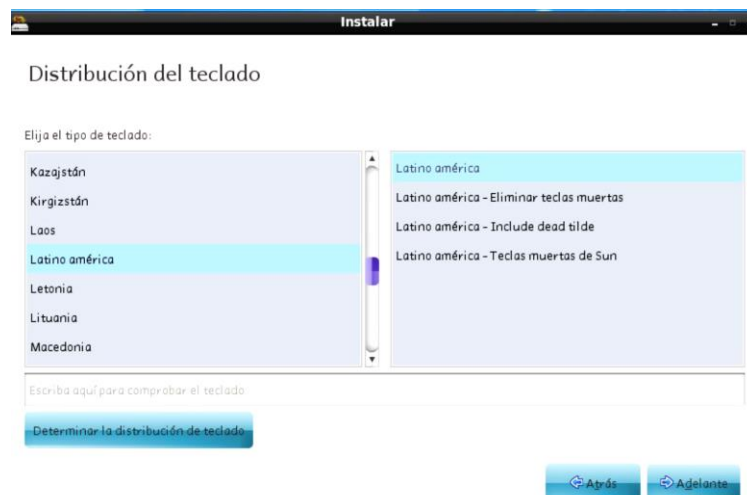 Instalar
Distribución del teclado
Elija el tipo de teclado:
Kazajstán
Kirgizstán
Laos
Latino américa
Letonia
Lituania
Macedonia
Latino américa
Latino américa - Eliminar teclas muertas
Latino américa - Include dead tilde
Latino américa - Teclas muertas de Sun
Escriba aquí para comprobar el teclado
Determinar la distribución de teclado
Atrás
Adelante